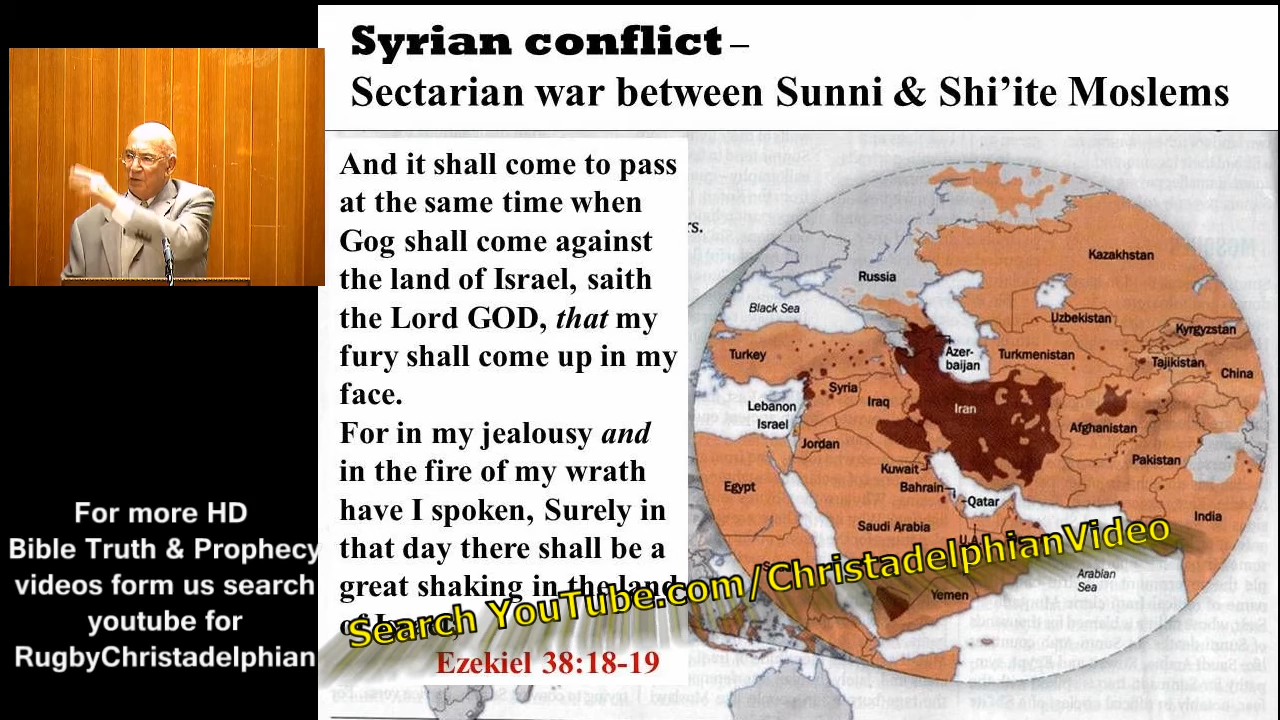 Syrian conflict –
Sectarian war between Sunni & Shi’ite Moslems
And it shall come to pass
at the same time when
Gog shall come against
the land of Israel, saith
the Lord GOD, that my
fury shall come up in my
face.
For in my jealousy and
in the fire of my wrath
have I spoken, Surely in
that day there shall be a
great shaking in the land
Ezekiel 38:18-19
rs.
Russia
Kazakhstan
Black Sea
Uzbekistan
Kyrgyzstan
Turkey
Azer-
baijan
Turkmenistan
Tajikistan
China
Syria
Iraq
Iran
Lebanon
Israel
Jordan
Afghanistan
Kuwait
Pakistan
Bahrain
Egypt
Qatar
Saudi Arabia
India
Arabian
Sea
Yemen
Search YouTube.com/ChristadelphianVideo
For more HD
Bible Truth & Prophecy
videos form us search
youtube for
RugbyChristadelphian